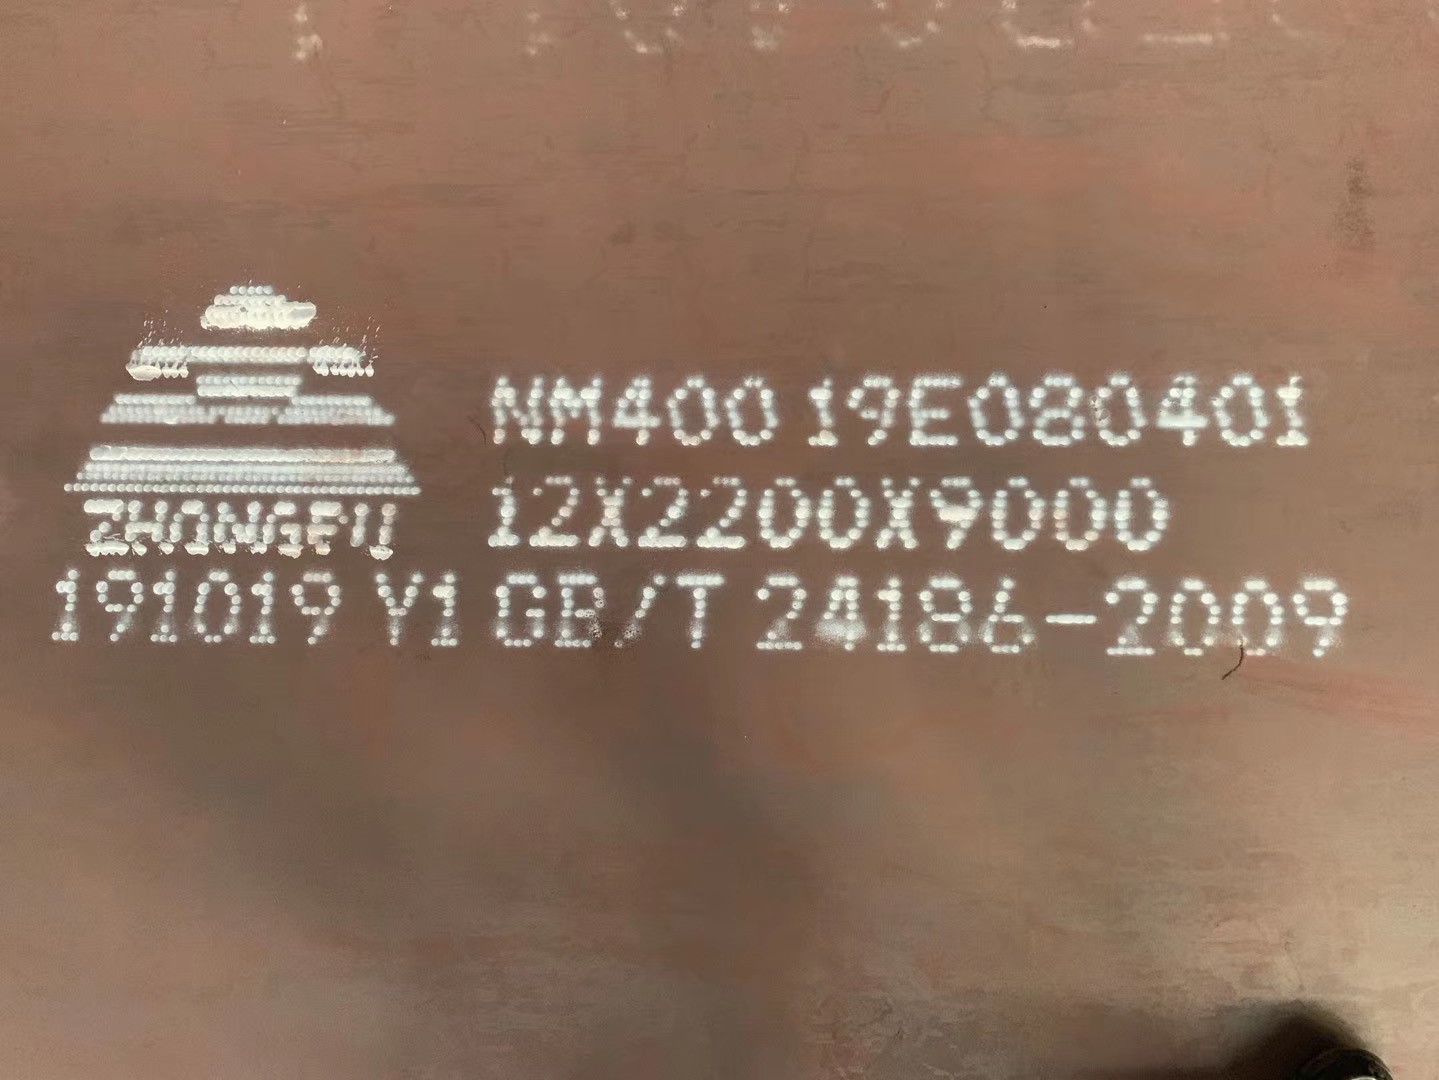 NM400 19E080401
12X2200X9000
ZHONGFU
191019 Y1 GB/T 24186-2009